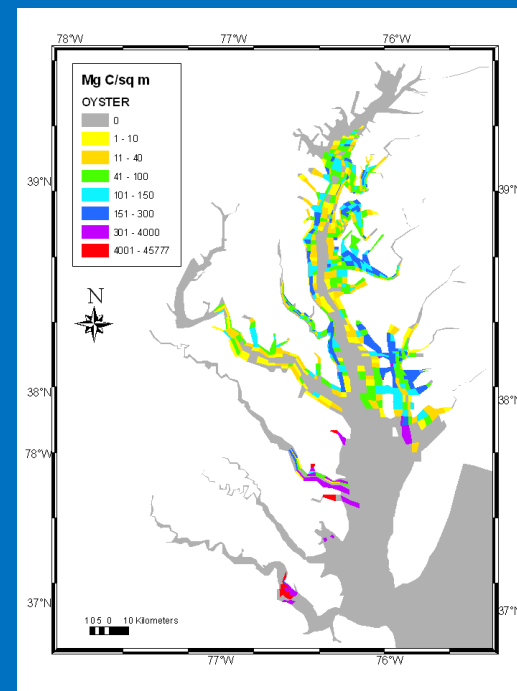 78°W
77°W
76°W
Mg C/sq m
OYSTER
0
1 - 10
11 - 40
41 - 100
101 - 150
151 - 300
301 - 4000
4001 - 45777
39°N
39°N
N
38°N
38°N
78°W
37°N
37°N
10 5 0 10 Kilometers
77°W
76°W